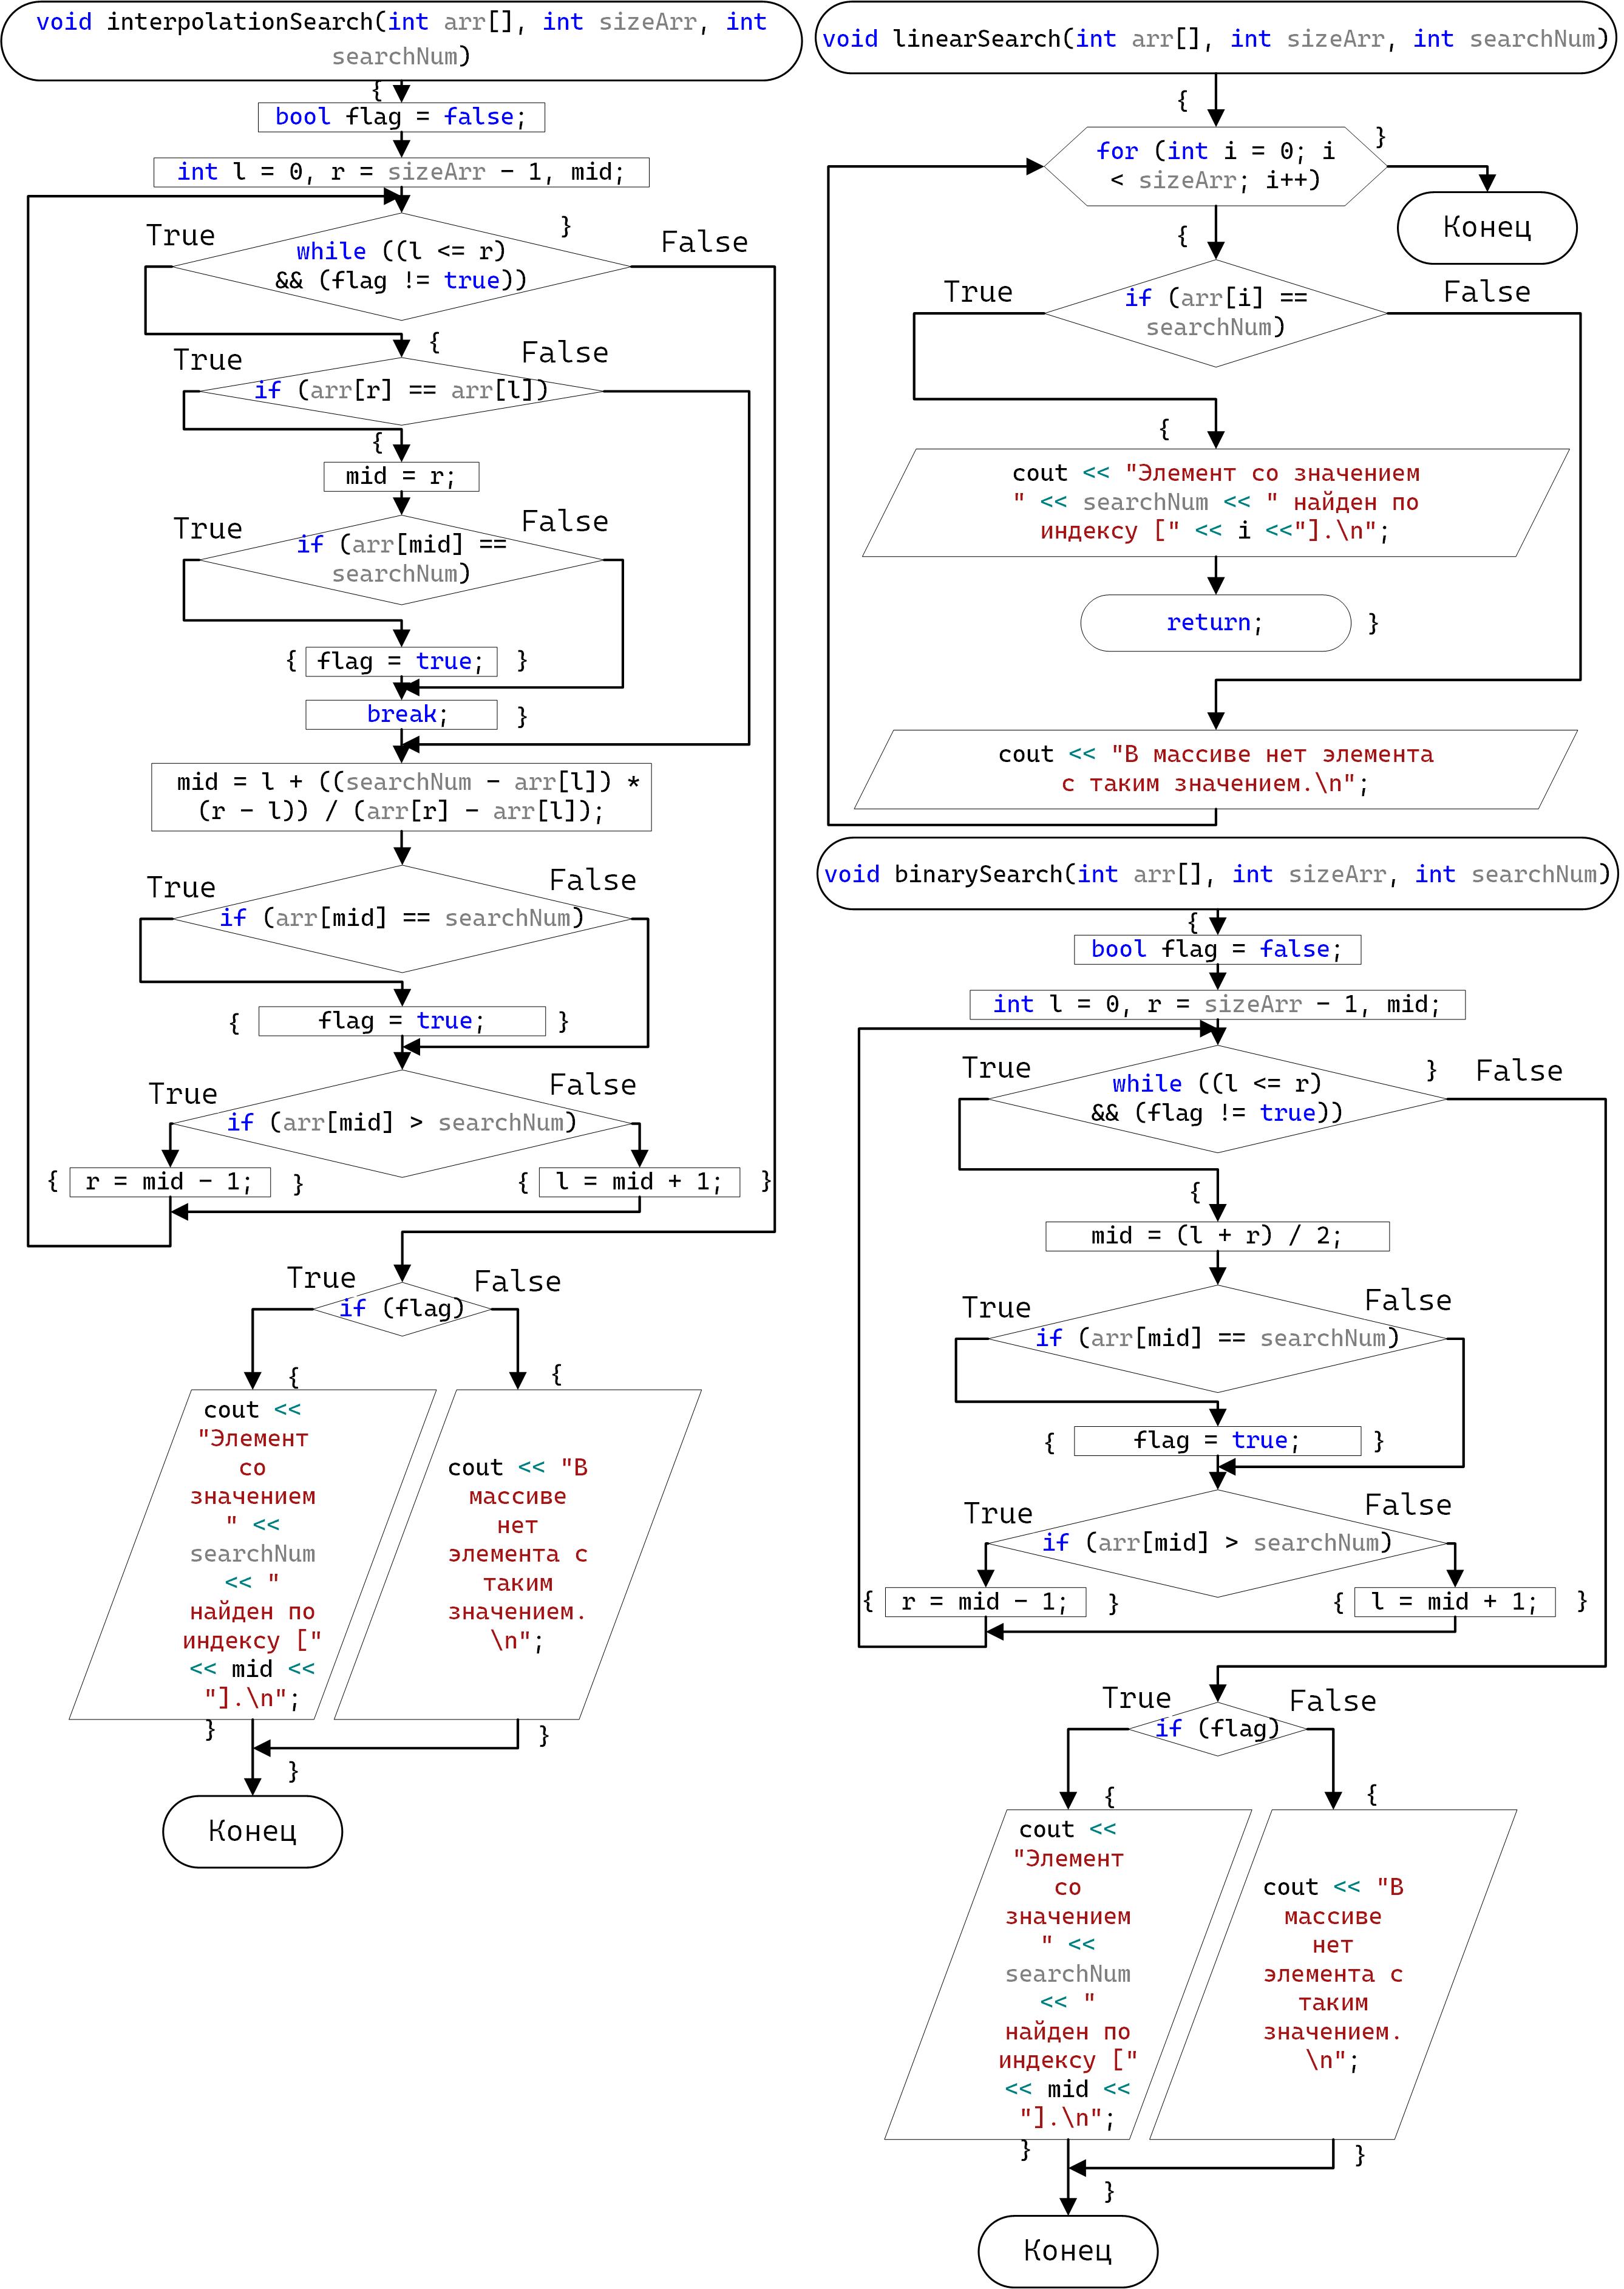 void interpolationSearch(int arr[], int sizeArr, int
searchNum)
{
bool flag = false;
int l = 0, r = sizeArr - 1, mid;
}
True
False
while ((l <= r)
&& (flag != true))
{
True
False
if (arr[r] == arr[l])
{
mid = r;
True
False
if (arr[mid] ==
searchNum)
{ flag = true; }
break; }
mid = l + ((searchNum - arr[l]) *
(r - l)) / (arr[r] - arr[l]);
True
False
if (arr[mid] == searchNum)
{ flag = true; }
True
False
if (arr[mid] > searchNum)
{ r = mid - 1; }
{ l = mid + 1; }
True
False
if (flag)
{
cout <<
"Элемент
со
значением
" <<
searchNum
<< "
найден по
индексу ["
<< mid <<
"].\n";
}
{
cout << "В
массиве
нет
элемента с
таким
значением.
\n";
}
}
Конец
void linearSearch(int arr[], int sizeArr, int searchNum)
{
for (int i = 0; i
< sizeArr; i++)
}
Конец
{
True
False
if (arr[i] ==
searchNum)
{
cout << "Элемент со значением
" << searchNum << " найден по
индексу [" << i <<"].\n";
return; }
cout << "В массиве нет элемента
с таким значением.\n";
void binarySearch(int arr[], int sizeArr, int searchNum)
{
bool flag = false;
int l = 0, r = sizeArr - 1, mid;
True
} False
while ((l <= r)
&& (flag != true))
{
mid = (l + r) / 2;
True
False
if (arr[mid] == searchNum)
{ flag = true; }
True
False
if (arr[mid] > searchNum)
{ r = mid - 1; }
{ l = mid + 1; }
True
False
if (flag)
{
cout <<
"Элемент
со
значением
" <<
searchNum
<< "
найден по
индексу ["
<< mid <<
"].\n";
}
{
cout << "В
массиве
нет
элемента с
таким
значением.
\n";
}
}
Конец